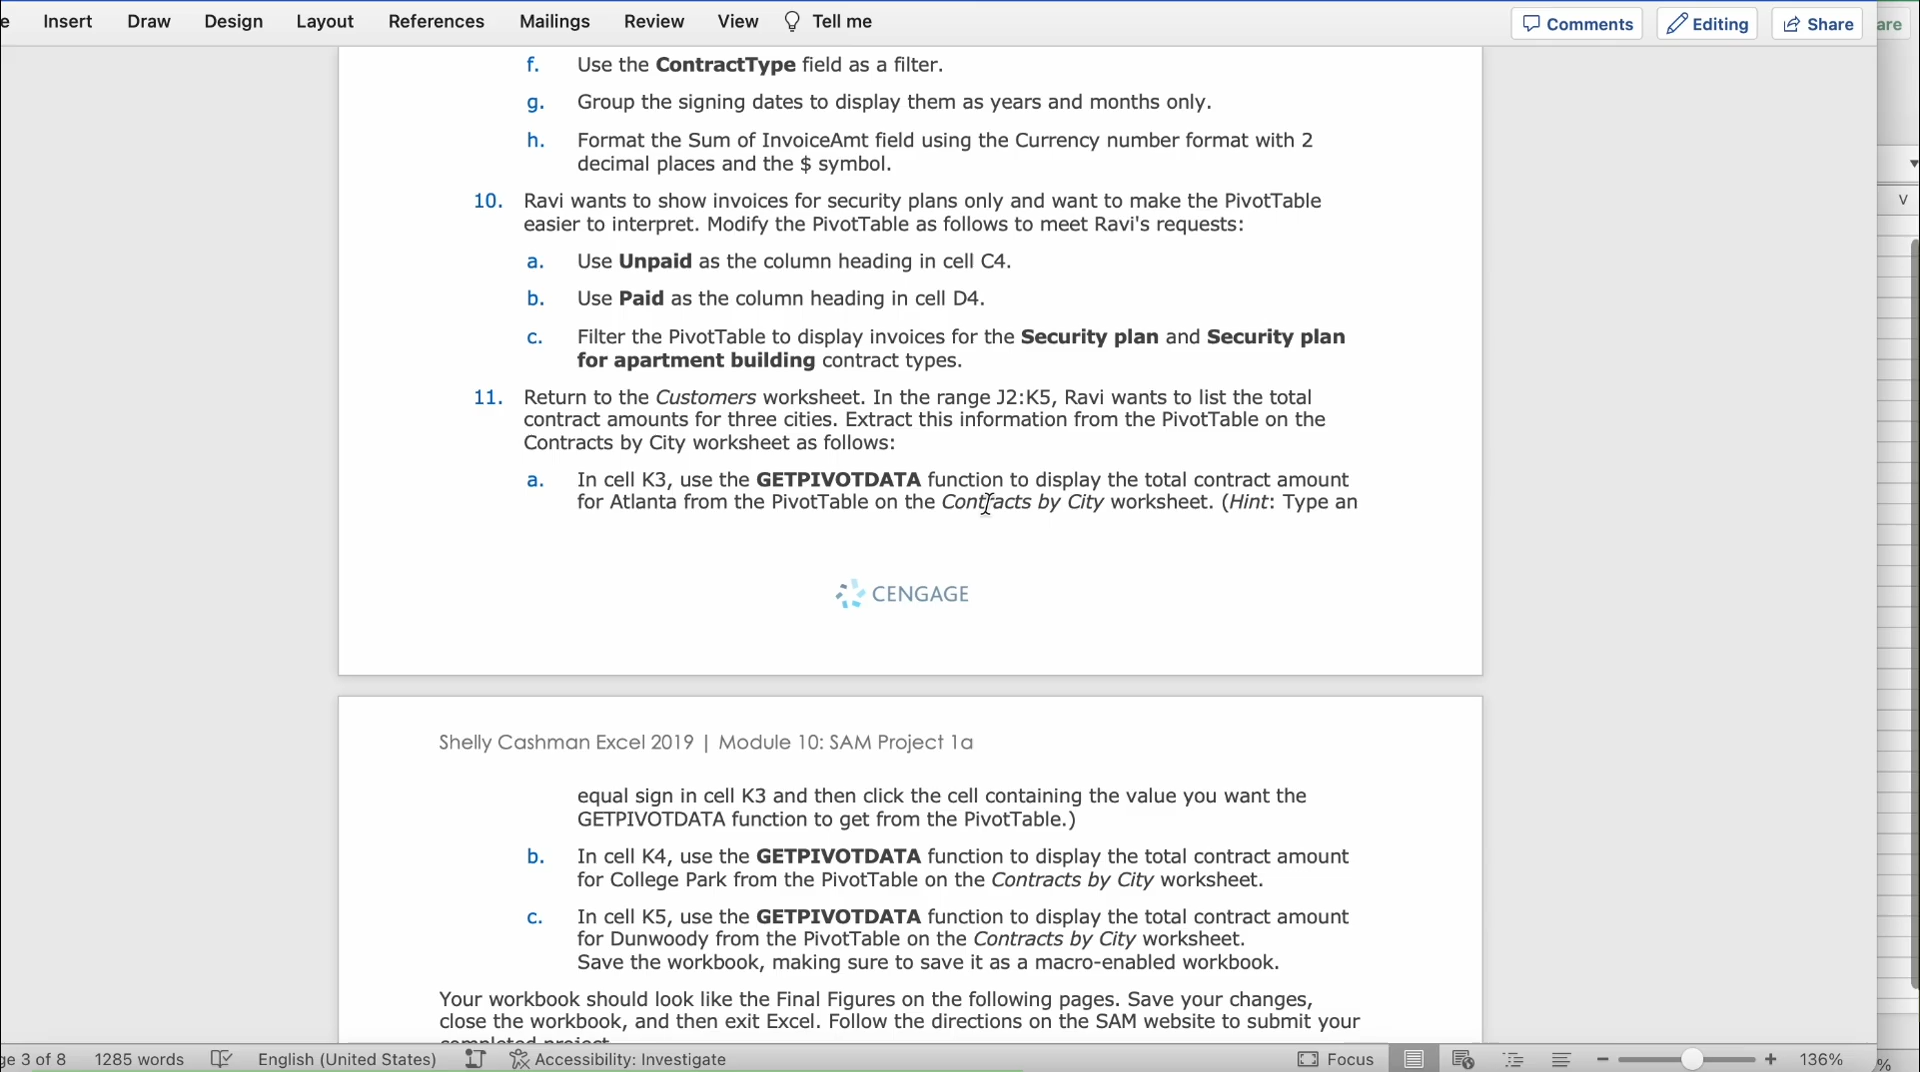 e Insert Draw Design Layout References Mailings Review View Tell me Comments Editing Share are
f. Use the ContractType field as a filter.
g. Group the signing dates to display them as years and months only.
h. Format the Sum of InvoiceAmt field using the Currency number format with 2
decimal places and the $ symbol.
V
10. Ravi wants to show invoices for security plans only and want to make the PivotTable
easier to interpret. Modify the PivotTable as follows to meet Ravi's requests:
a. Use Unpaid as the column heading in cell C4.
b. Use Paid as the column heading in cell D4.
c. Filter the PivotTable to display invoices for the Security plan and Security plan
for apartment building contract types.
11. Return to the Customers worksheet. In the range J2:K5, Ravi wants to list the total
contract amounts for three cities. Extract this information from the PivotTable on the
Contracts by City worksheet as follows:
a. In cell K3, use the GETPIVOTDATA function to display the total contract amount
for Atlanta from the PivotTable on the Contracts by City worksheet. (Hint: Type an
CENGAGE
Shelly Cashman Excel 2019 | Module 10: SAM Project 1a
equal sign in cell K3 and then click the cell containing the value you want the
GETPIVOTDATA function to get from the PivotTable.)
b. In cell K4, use the GETPIVOTDATA function to display the total contract amount
for College Park from the PivotTable on the Contracts by City worksheet.
c. In cell K5, use the GETPIVOTDATA function to display the total contract amount
for Dunwoody from the PivotTable on the Contracts by City worksheet.
Save the workbook, making sure to save it as a macro-enabled workbook.
Your workbook should look like the Final Figures on the following pages. Save your changes,
close the workbook, and then exit Excel. Follow the directions on the SAM website to submit your
completed project.
ge 3 of 8 1285 words English (United States) Accessibility: Investigate Focus 136% %